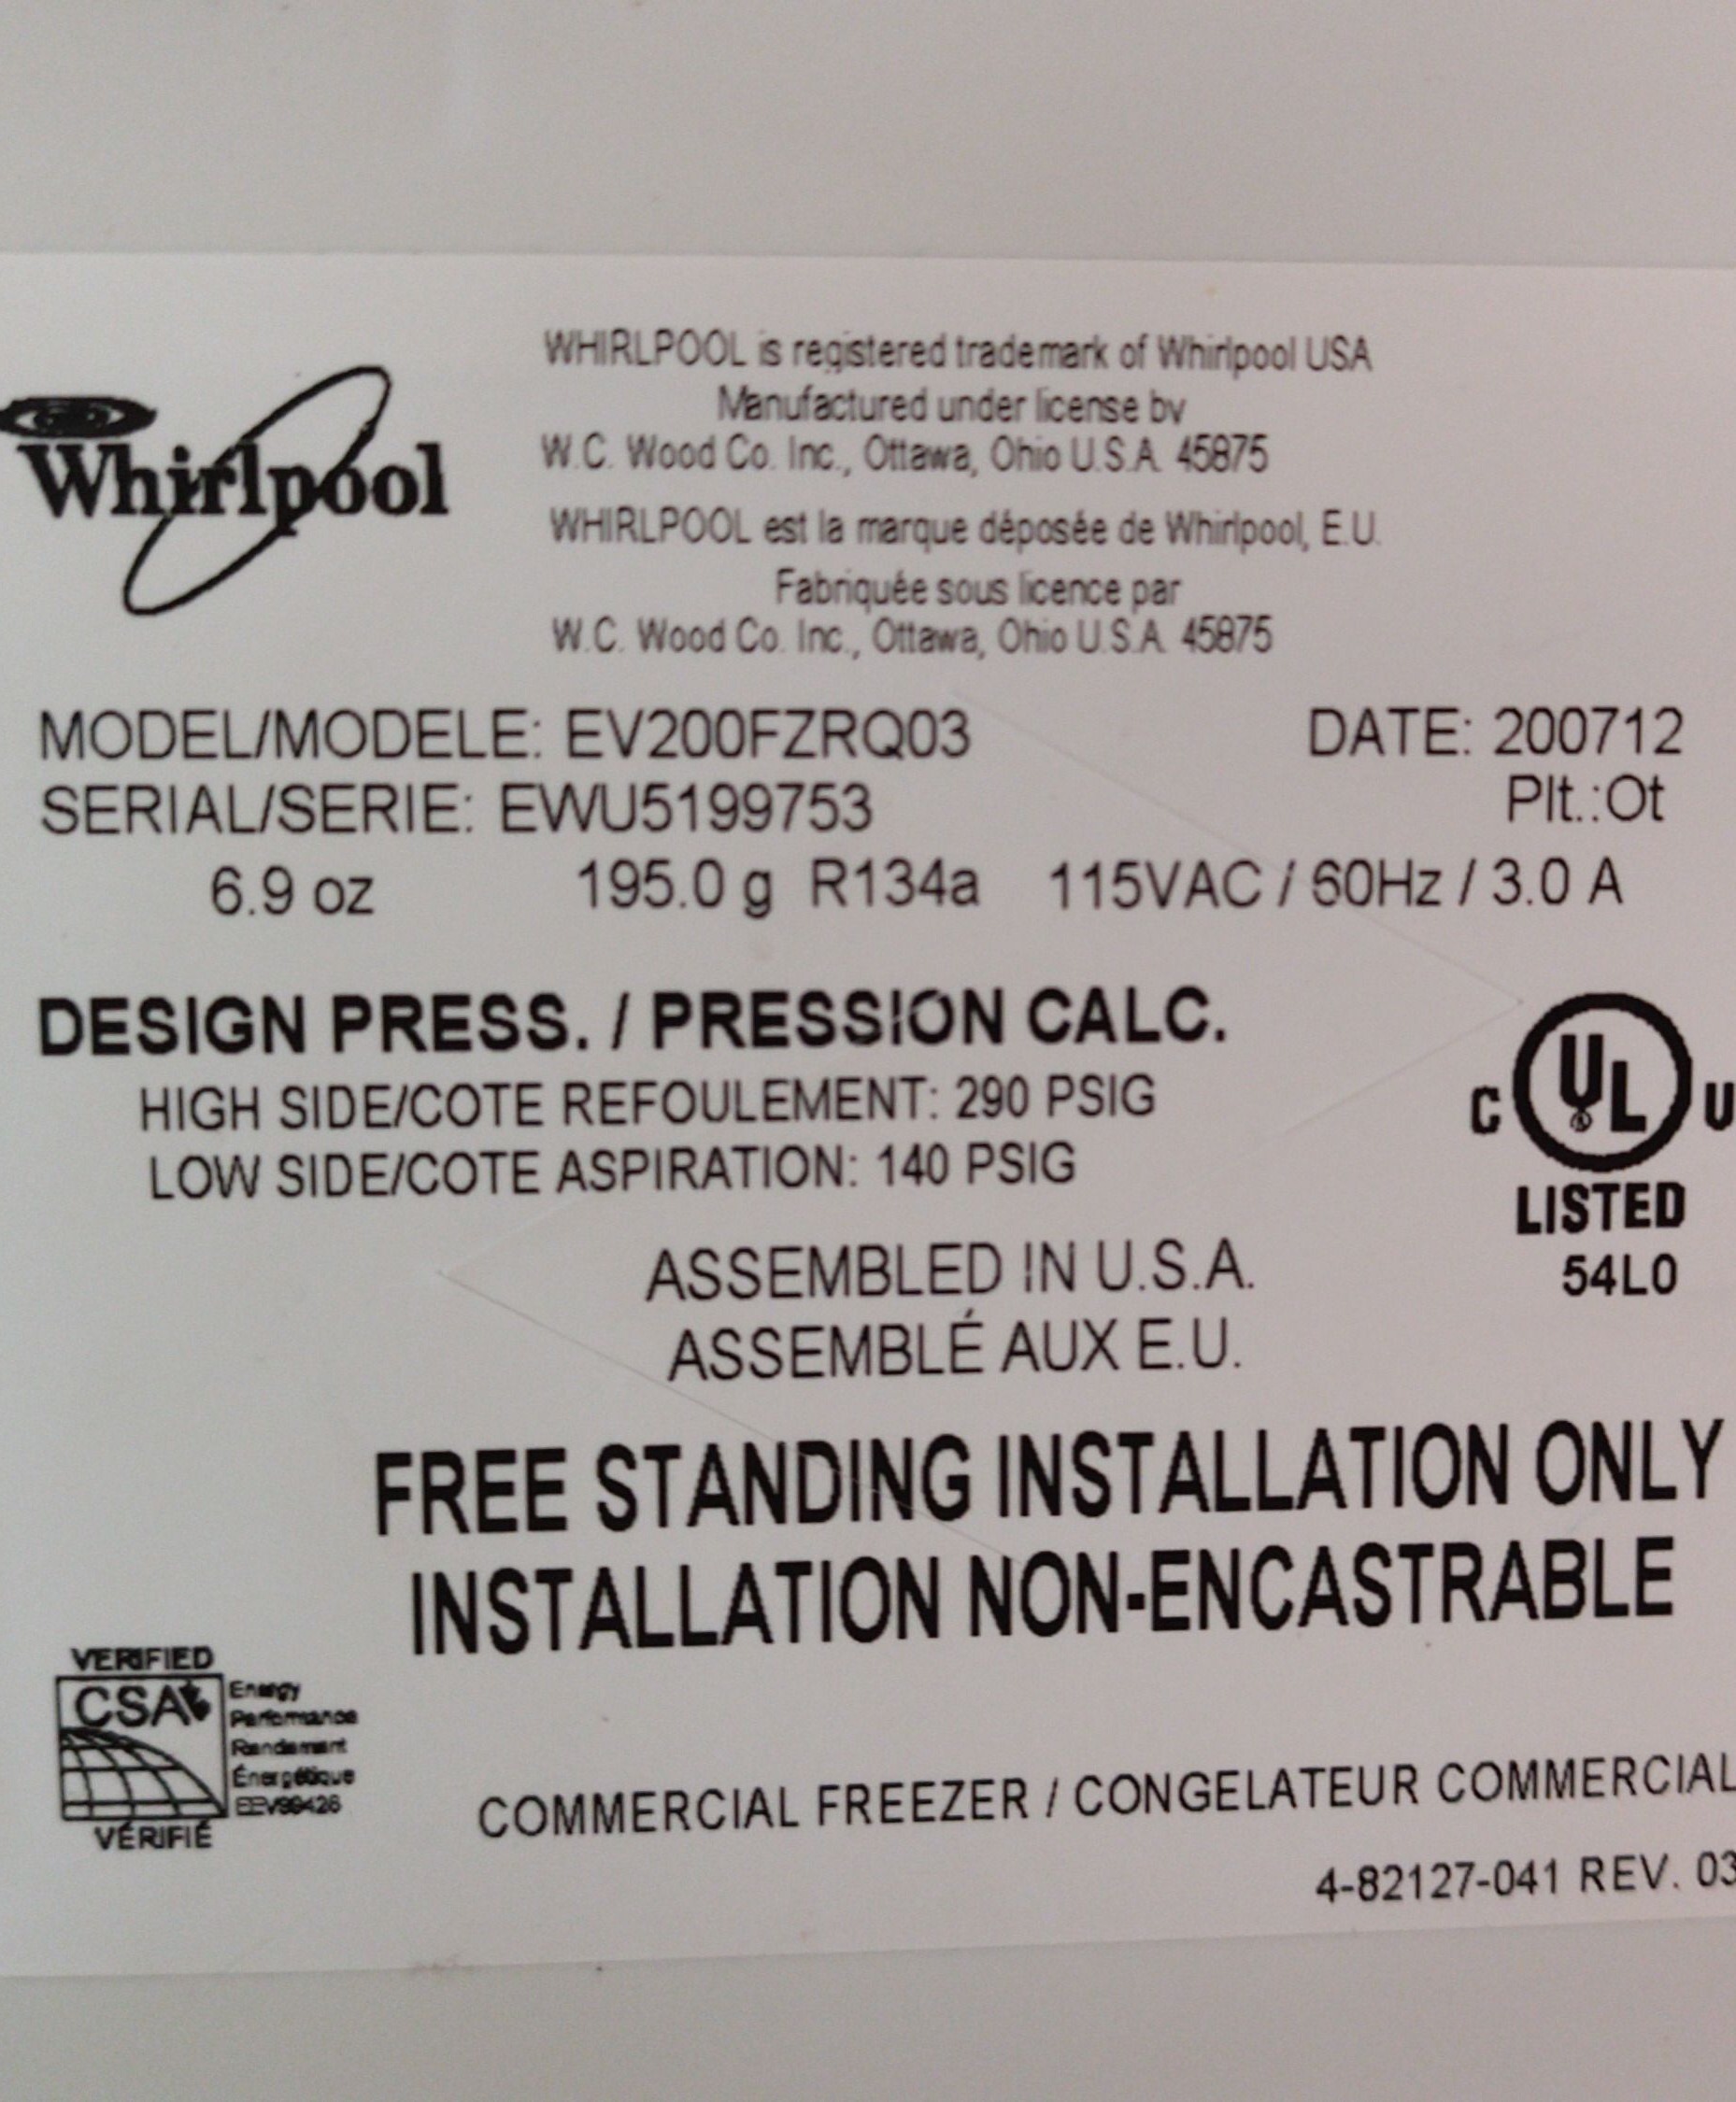 WHIRLPOOL is registered trademark of Whirlpool USA
Manufactured under license by
W.C. Wood Co. Inc., Ottawa, Ohio U.S.A. 45875
Whirlpool
WHIRLPOOL est la marque déposée de Whirlpool, E.U.
Fabriquée sous licence par
W.C. Wood Co. Inc., Ottawa, Ohio U.S.A. 45875
MODEL/MODELE: EV200FZRQ03 DATE: 200712
SERIAL/SERIE: EWU5199753 Plt.:Ot
6.9 oz 195.0 g R134a 115VAC / 60Hz / 3.0 A
DESIGN PRESS. / PRESSION CALC.
HIGH SIDE/COTE REFOULEMENT: 290 PSIG
LOW SIDE/COTE ASPIRATION: 140 PSIG
C UL ® U
LISTED
54L0
ASSEMBLED IN U.S.A.
ASSEMBLÉ AUX E.U.
FREE STANDING INSTALLATION ONLY
INSTALLATION NON-ENCASTRABLE
VERIFIED
CSA
Energy
Performance
Rendement
Énergétique
VÉRIFIÉ
COMMERCIAL FREEZER / CONGELATEUR COMMERCIAL
4-82127-041 REV. 03